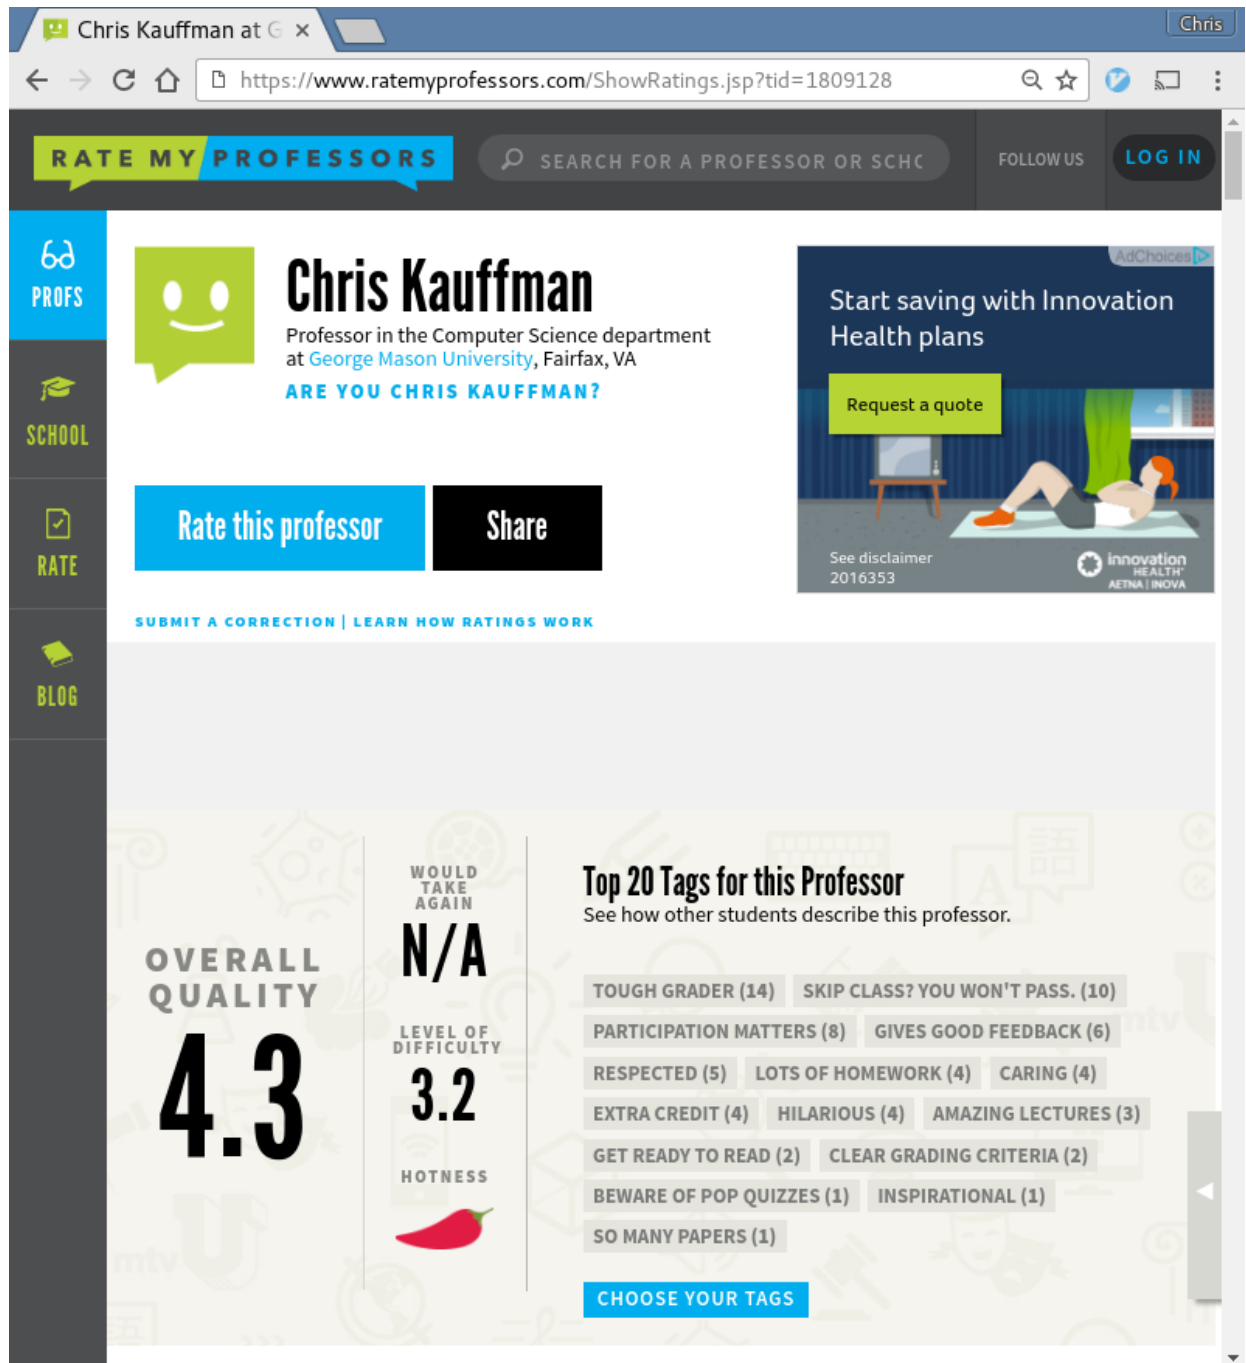 Chris Kauffman at G
Chris
https://www.ratemyprofessors.com/ShowRatings.jsp?tid=1809128
RATE MY PROFESSORS
SEARCH FOR A PROFESSOR OR SCHC
FOLLOW US
LOG IN
PROFS
SCHOOL
RATE
BLOG
Chris Kauffman
Professor in the Computer Science department
at George Mason University, Fairfax, VA
ARE YOU CHRIS KAUFFMAN?
Rate this professor
Share
SUBMIT A CORRECTION | LEARN HOW RATINGS WORK
AdChoices
Start saving with Innovation
Health plans
Request a quote
See disclaimer
2016353
innovation
HEALTH
AETNA | INOVA
OVERALL
QUALITY
4.3
WOULD
TAKE
AGAIN
N/A
LEVEL OF
DIFFICULTY
3.2
HOTNESS
Top 20 Tags for this Professor
See how other students describe this professor.
TOUGH GRADER (14) SKIP CLASS? YOU WON'T PASS. (10)
PARTICIPATION MATTERS (8) GIVES GOOD FEEDBACK (6)
RESPECTED (5) LOTS OF HOMEWORK (4) CARING (4)
EXTRA CREDIT (4) HILARIOUS (4) AMAZING LECTURES (3)
GET READY TO READ (2) CLEAR GRADING CRITERIA (2)
BEWARE OF POP QUIZZES (1) INSPIRATIONAL (1)
SO MANY PAPERS (1)
CHOOSE YOUR TAGS
mtv
mtv
A
語
語